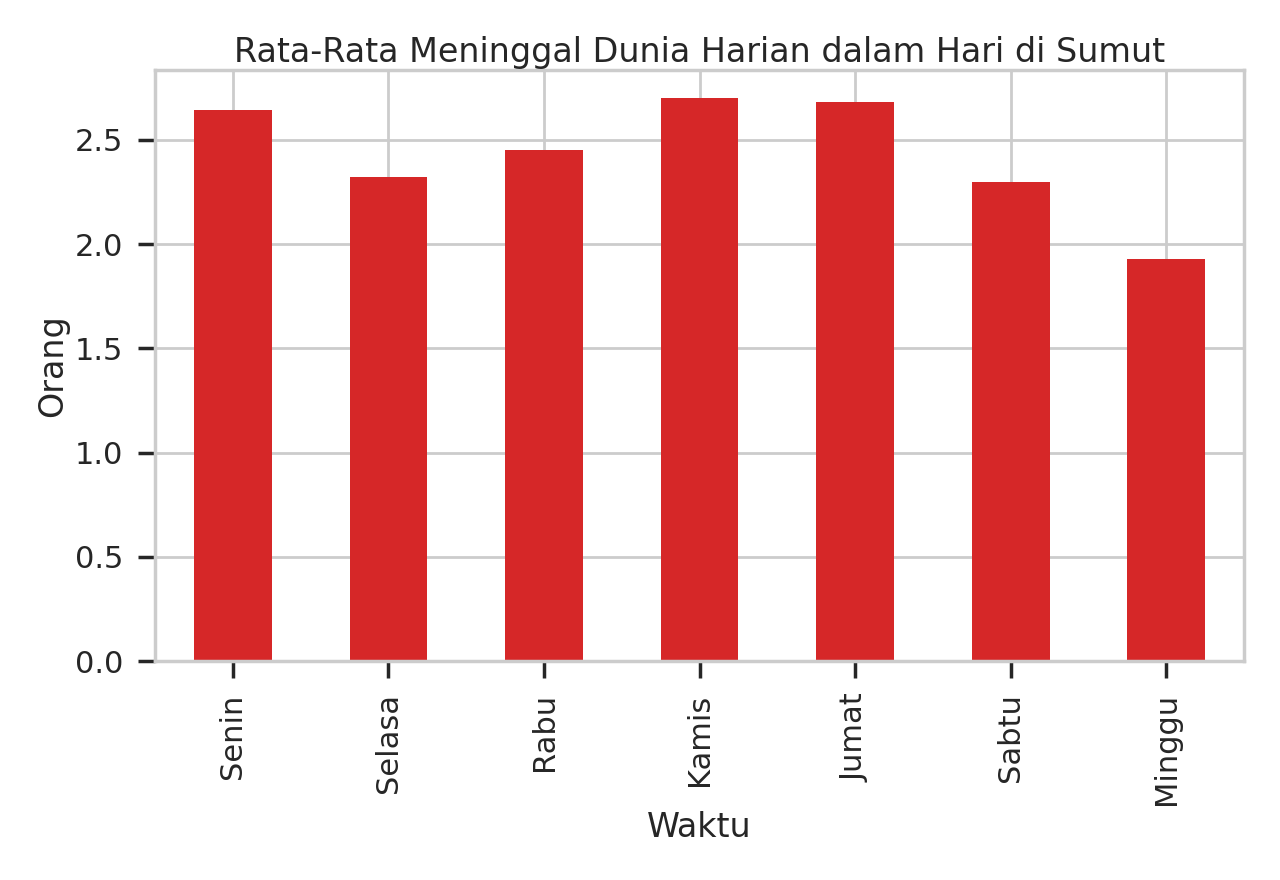 Rata-Rata Meninggal Dunia Harian dalam Hari di Sumut
Orang
2.5
2.0
1.5
1.0
0.5
0.0
Senin
Selasa
Rabu
Kamis
Jumat
Sabtu
Minggu
Waktu